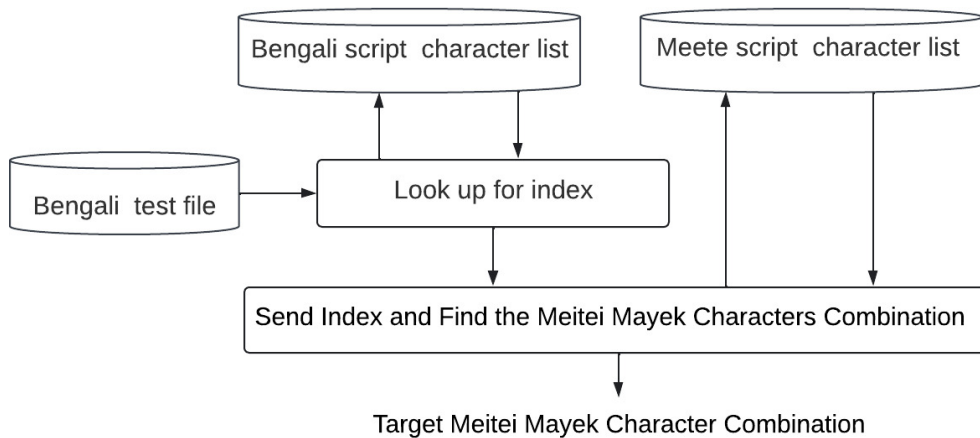 Bengali script character list
Meete script character list
Bengali test file
Look up for index
Send Index and Find the Meitei Mayek Characters Combination
Target Meitei Mayek Character Combination